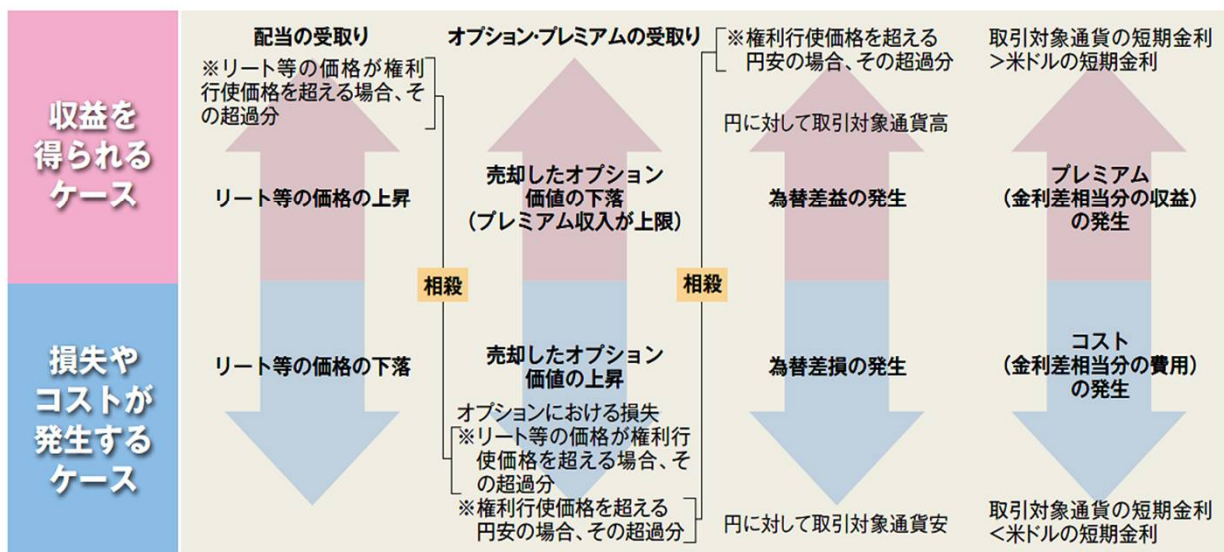 収益を
得られる
ケース
配当の受取り
※リート等の価格が権利
行使価格を超える場合、そ
の超過分
リート等の価格の上昇
オプション・プレミアムの受取り
売却したオプション
価値の下落
（プレミアム収入が上限）
※権利行使価格を超える
円安の場合、その超過分
円に対して取引対象通貨高
為替差益の発生
取引対象通貨の短期金利
＞米ドルの短期金利
プレミアム
（金利差相当分の収益）
の発生
相殺
相殺
損失や
コストが
発生する
ケース
リート等の価格の下落
売却したオプション
価値の上昇
オプションにおける損失
※リート等の価格が権利行
使価格を超える場合、そ
の超過分
※権利行使価格を超える
円安の場合、その超過分
為替差損の発生
円に対して取引対象通貨安
コスト
（金利差相当分の費用）
の発生
取引対象通貨の短期金利
＜米ドルの短期金利